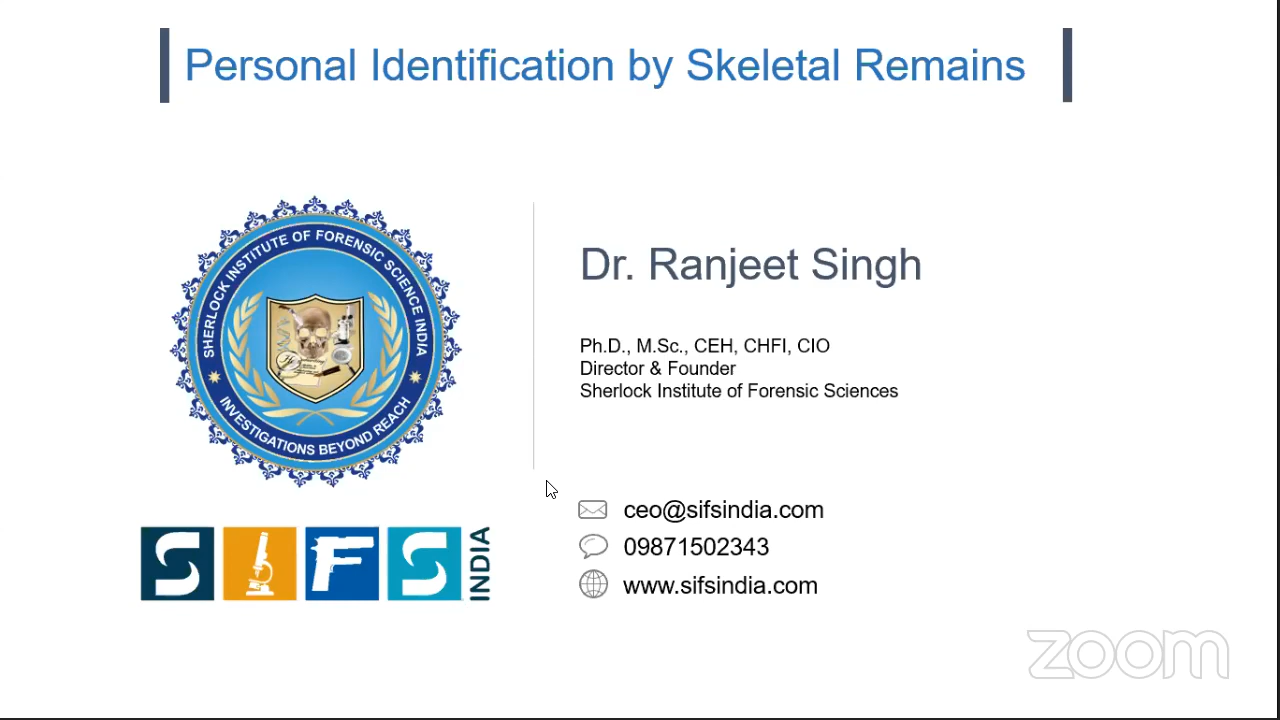 Personal Identification by Skeletal Remains
SHERLOCK INSTITUTE OF FORENSIC SCIENCE INDIA
INVESTIGATIONS BEYOND REACH
SIFS
INDIA
Dr. Ranjeet Singh
Ph.D., M.Sc., CEH, CHFI, CIO
Director & Founder
Sherlock Institute of Forensic Sciences
ceo@sifsindia.com
09871502343
www.sifsindia.com
zoom